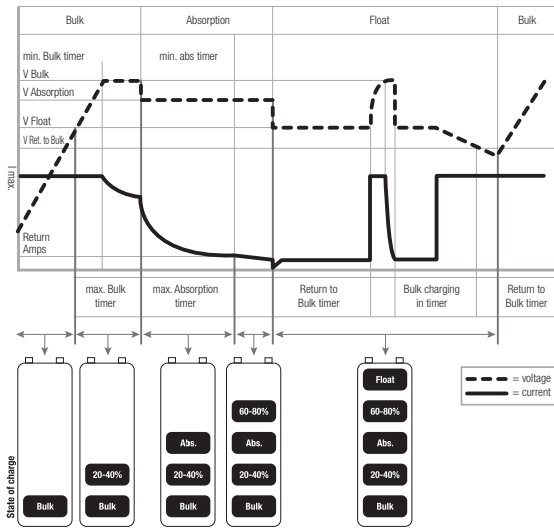 Bulk
Absorption
Float
Bulk
min. Bulk timer
min. abs timer
V Bulk
V Absorption
V Float
V Ret. to Bulk
I max.
Return
Amps
max. Bulk
timer
max. Absorption
timer
Return to
Bulk timer
Bulk charging
in timer
Return to
Bulk timer
State of charge
Bulk
20-40%
Bulk
Abs.
20-40%
Bulk
60-80%
Abs.
20-40%
Bulk
Float
60-80%
Abs.
20-40%
Bulk
= voltage
= current